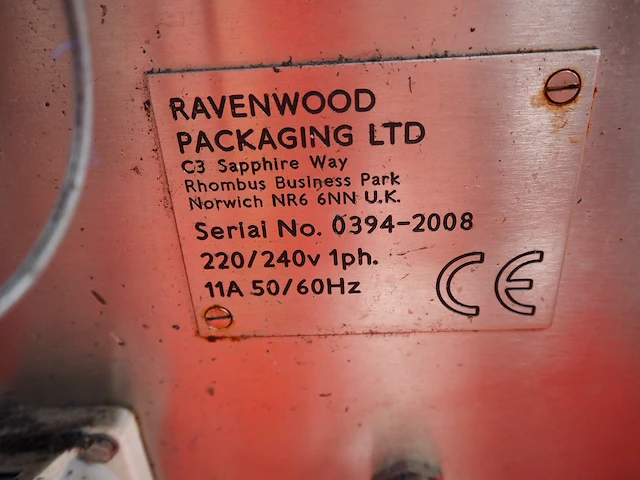 RAVENWOOD
PACKAGING LTD
C3 Sapphire Way
Rhombus Business Park
Norwich NR6 6NN U.K.
Serial No. 0394-2008
220/240v 1ph.
11A 50/60Hz
CE